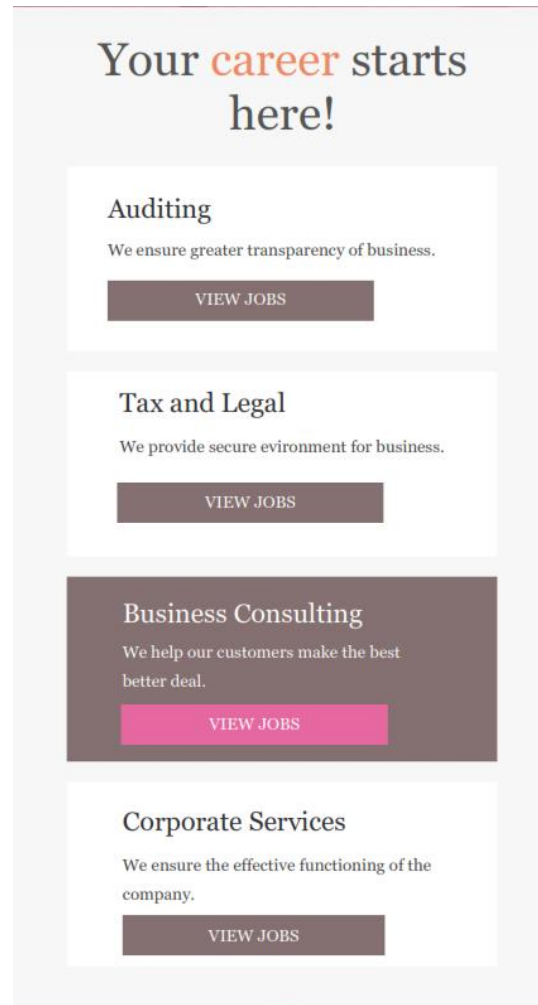 Your career starts
here!
Auditing
We ensure greater transparency of business.
VIEW JOBS
Tax and Legal
We provide secure evironment for business.
VIEW JOBS
Business Consulting
We help our customers make the best
better deal.
VIEW JOBS
Corporate Services
We ensure the effective functioning of the
company.
VIEW JOBS